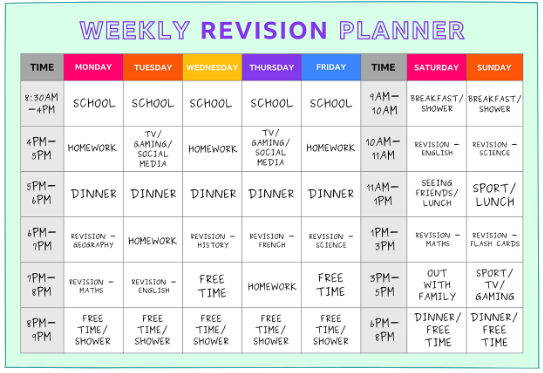 WEEKLY REVISION PLANNER
TIME MONDAY TUESDAY WEDNESDAY THURSDAY FRIDAY TIME SATURDAY SUNDAY
8:30AM –4PM SCHOOL SCHOOL SCHOOL SCHOOL SCHOOL 9AM– 10AM BREAKFAST/ SHOWER BREAKFAST/ SHOWER
4PM– 5PM HOMEWORK TV/ GAMING/ SOCIAL MEDIA HOMEWORK TV/ GAMING/ SOCIAL MEDIA HOMEWORK 10AM– 11AM REVISION – ENGLISH REVISION – SCIENCE
5PM– 6PM DINNER DINNER DINNER DINNER DINNER 11AM– 1PM SEEING FRIENDS/ LUNCH SPORT/ LUNCH
6PM– 7PM REVISION – GEOGRAPHY HOMEWORK REVISION – HISTORY REVISION – FRENCH REVISION – SCIENCE 1PM– 3PM REVISION – MATHS REVISION – FLASH CARDS
7PM– 8PM REVISION – MATHS REVISION – ENGLISH FREE TIME HOMEWORK FREE TIME 3PM– 5PM OUT WITH FAMILY SPORT/ TV/ GAMING
8PM– 9PM FREE TIME/ SHOWER FREE TIME/ SHOWER FREE TIME/ SHOWER FREE TIME/ SHOWER FREE TIME/ SHOWER 6PM– 8PM DINNER/ FREE TIME DINNER/ FREE TIME